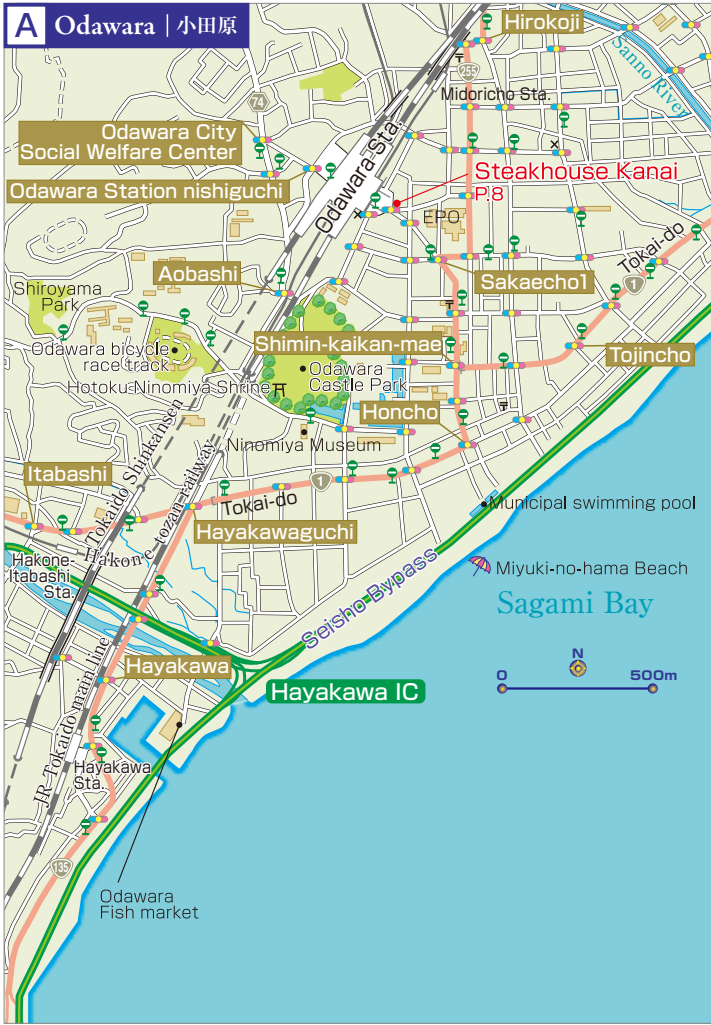 A Odawara | 小田原
Hirokoji
Sanno River
255
74
Midoricho Sta.
Odawara City
Social Welfare Center
Odawara Sta.
Steakhouse Kanai
P.8
Odawara Station nishiguchi
EPO
Tokai-do
1
Aobashi
Sakaecho1
Shiroyama
Park
Shimin-kaikan-mae
Tojincho
Odawara bicycle
race track
Odawara
Castle Park
Hotoku Ninomiya Shrine
Honcho
Ninomiya Museum
Itabashi
Tokaido Shinkansen
Hakone tozan railway
1
Tokai-do
Municipal swimming pool
Hayakawaguchi
Hakone-
Itabashi
Sta.
Seisho Bypass
Miyuki-no-hama Beach
Sagami Bay
N
0 500m
Hayakawa
Hayakawa IC
JR Tokaido main line
Hayakawa
Sta.
135
Odawara
Fish market